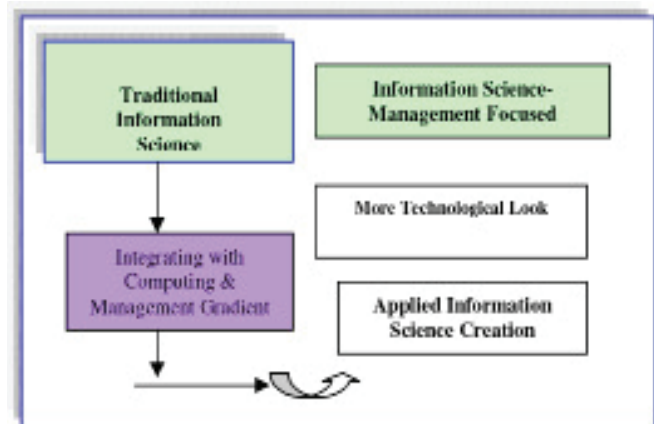 Traditional
Information
Science
Information Science-
Management Focused
More Technological Look
Integrating with
Computing &
Management Gradient
Applied Information
Science Creation